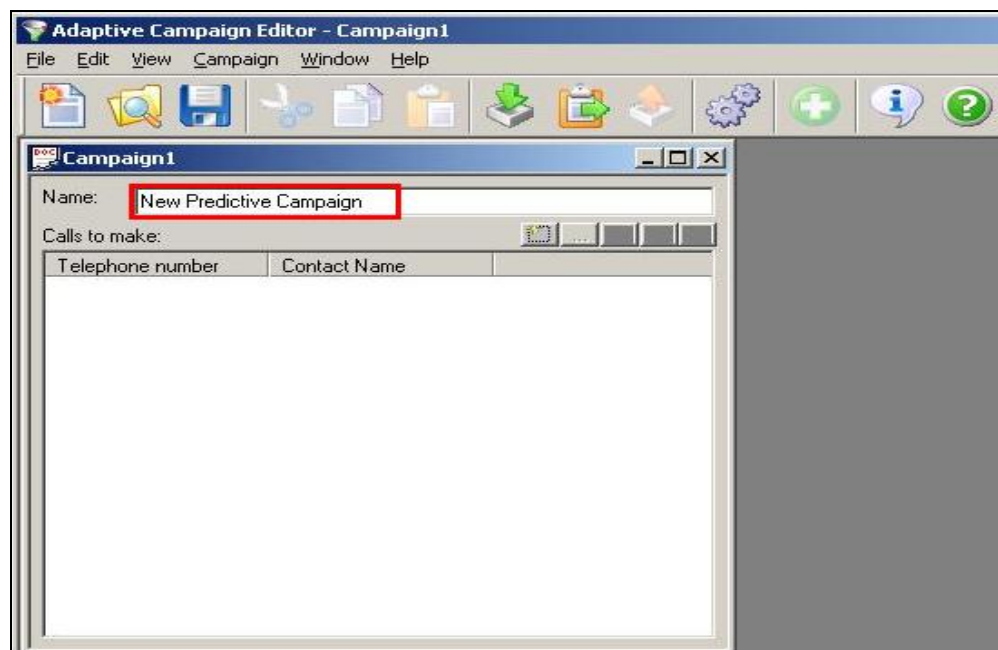 Adaptive Campaign Editor - Campaign1
File Edit View Campaign Window Help
Campaign1
Name: New Predictive Campaign
Calls to make:
Telephone number Contact Name